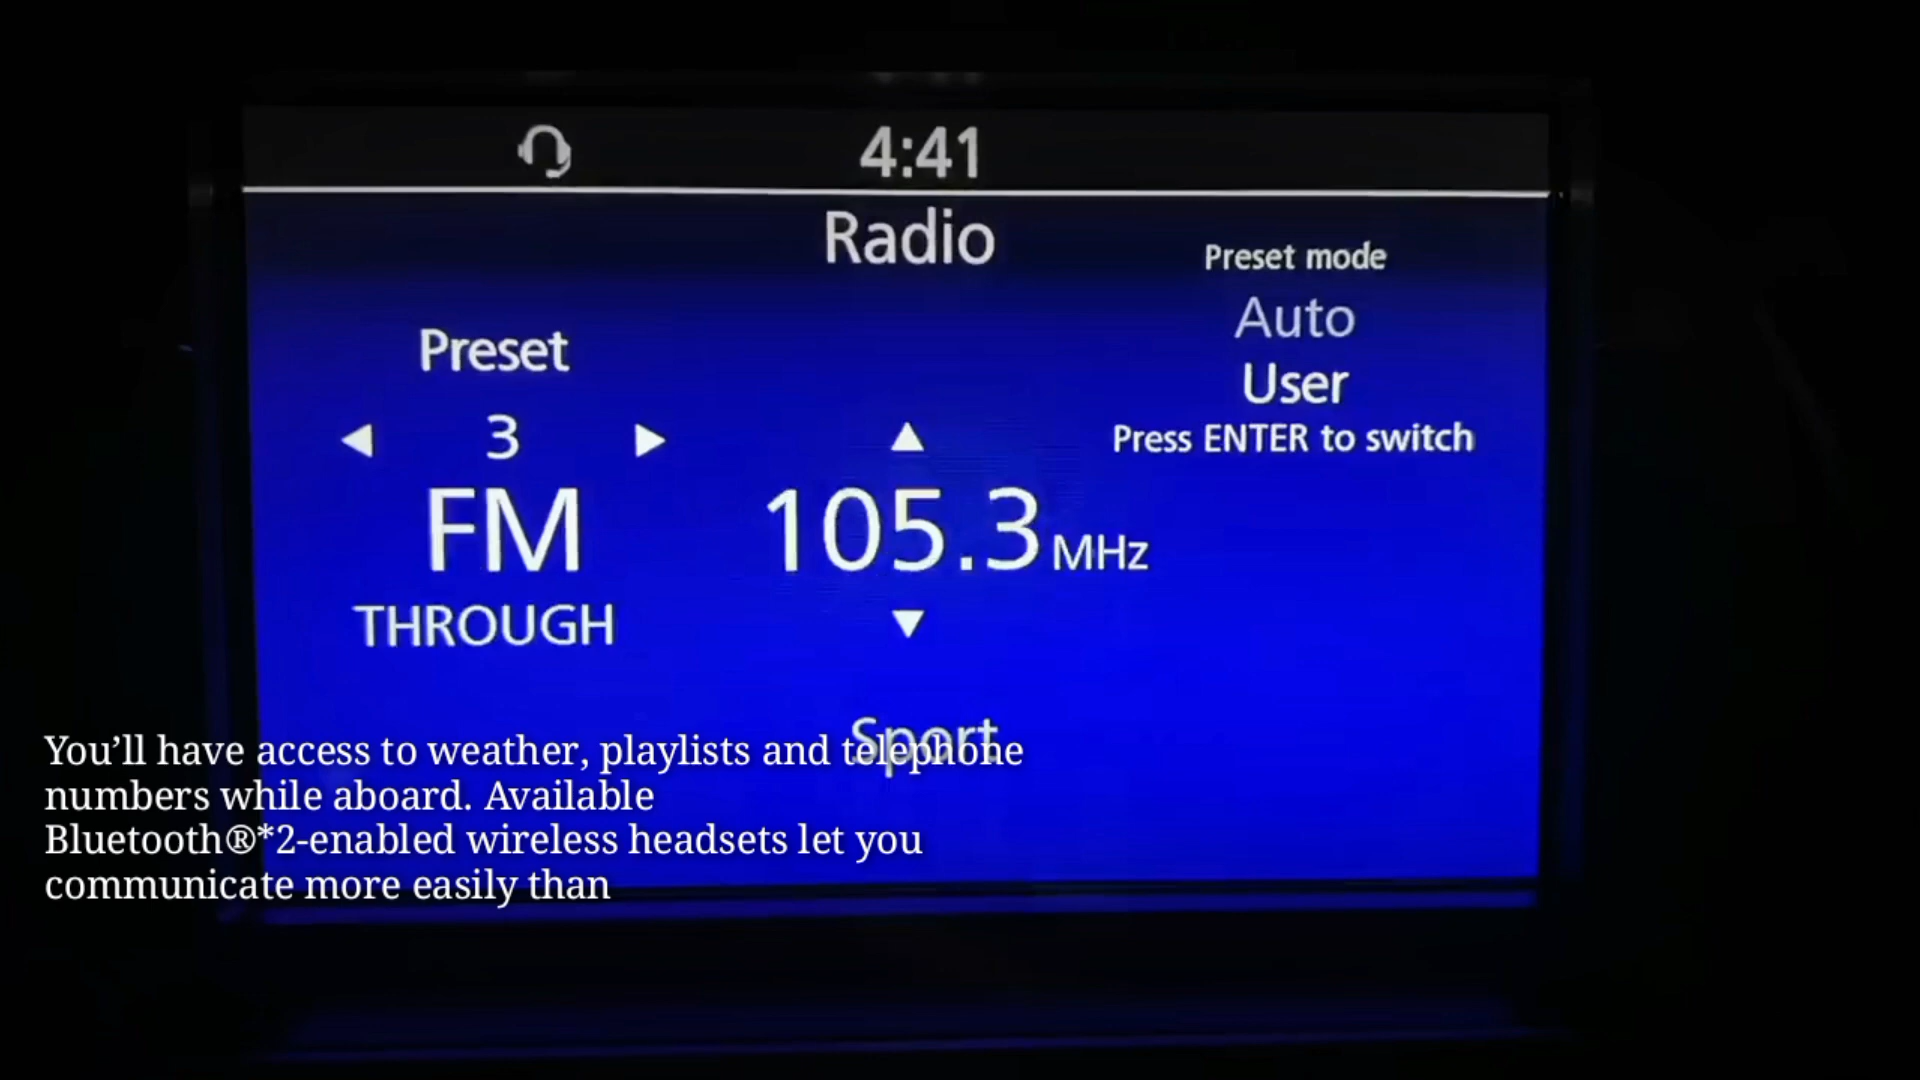 4:41
Radio
Preset mode
Auto
User
Press ENTER to switch
Preset
3
FM
105.3 MHz
THROUGH
Sport
You’ll have access to weather, playlists and telephone
numbers while aboard. Available
Bluetooth®*2-enabled wireless headsets let you
communicate more easily than